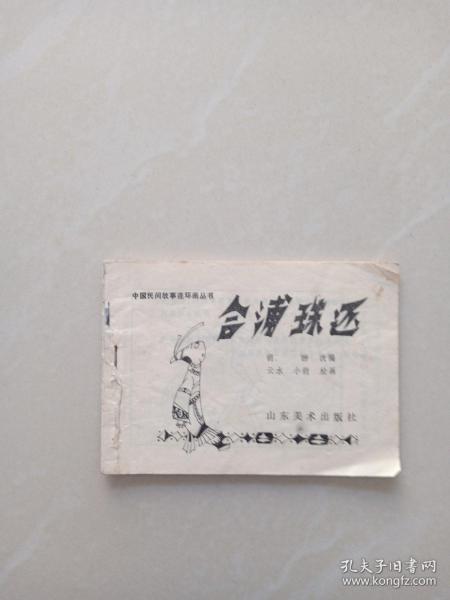 中国民间故事连环画丛书
合浦珠还
改编
云水 小雨 绘画
山东美术出版社
孔夫子旧书网
www.kongfz.com